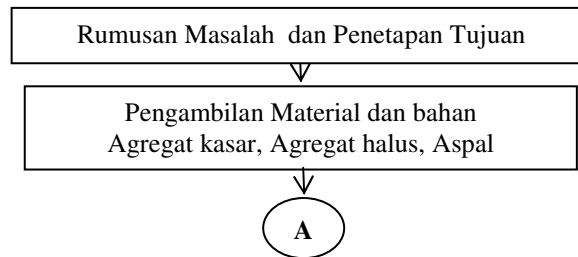 Rumusan Masalah dan Penetapan Tujuan
Pengambilan Material dan bahan
Agregat kasar, Agregat halus, Aspal
A